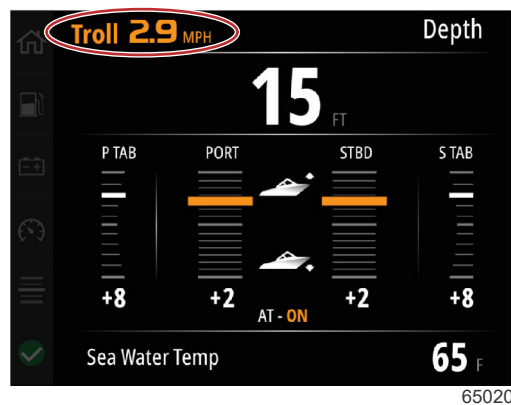 Troll 2.9 MPH Depth
15 FT
P TAB PORT STBD S TAB
+8 +2 +2 +8
AT - ON
Sea Water Temp 65 F
65020